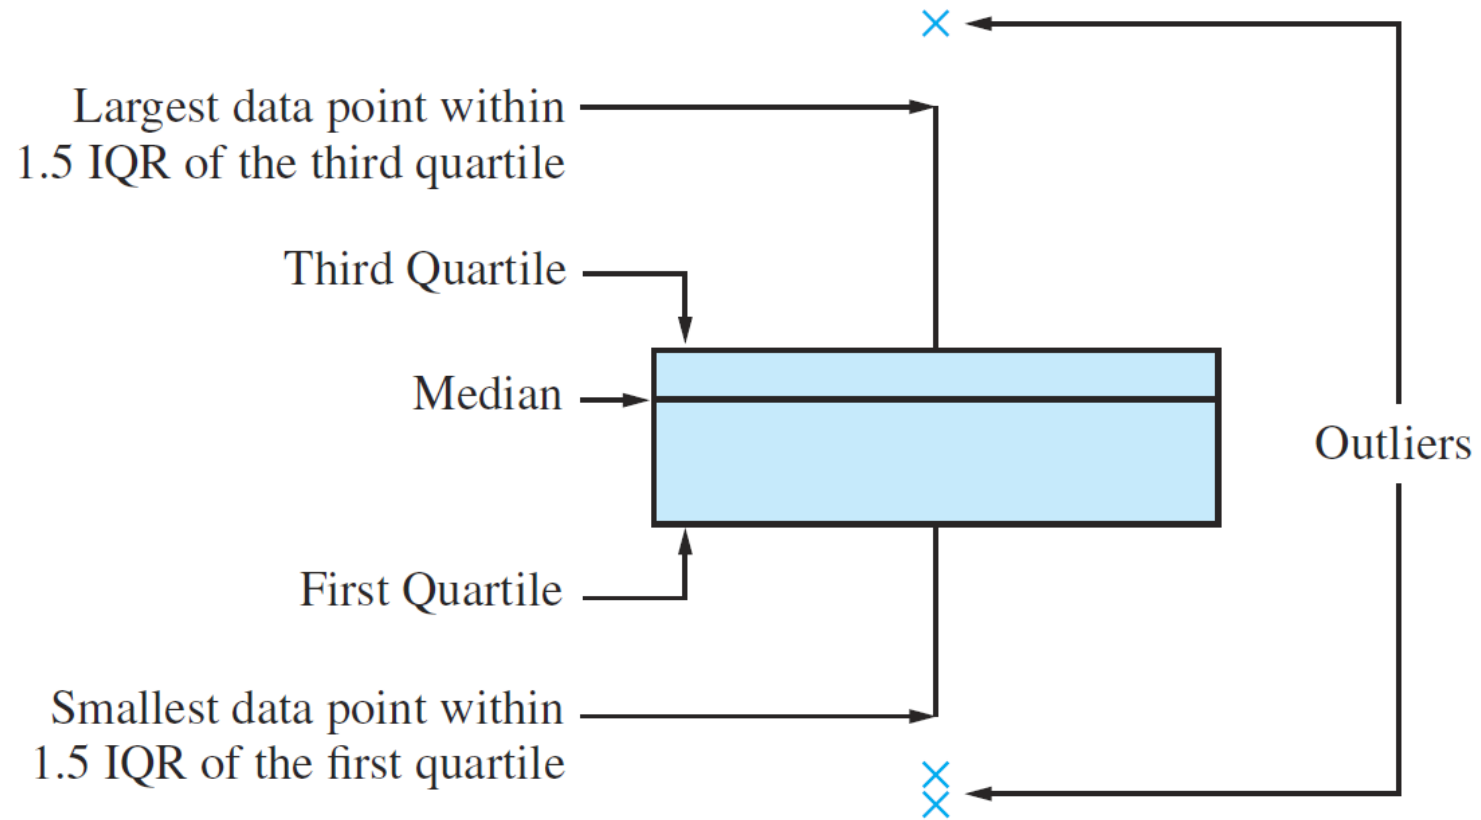 Largest data point within
1.5 IQR of the third quartile
Third Quartile
Median
Outliers
First Quartile
Smallest data point within
1.5 IQR of the first quartile